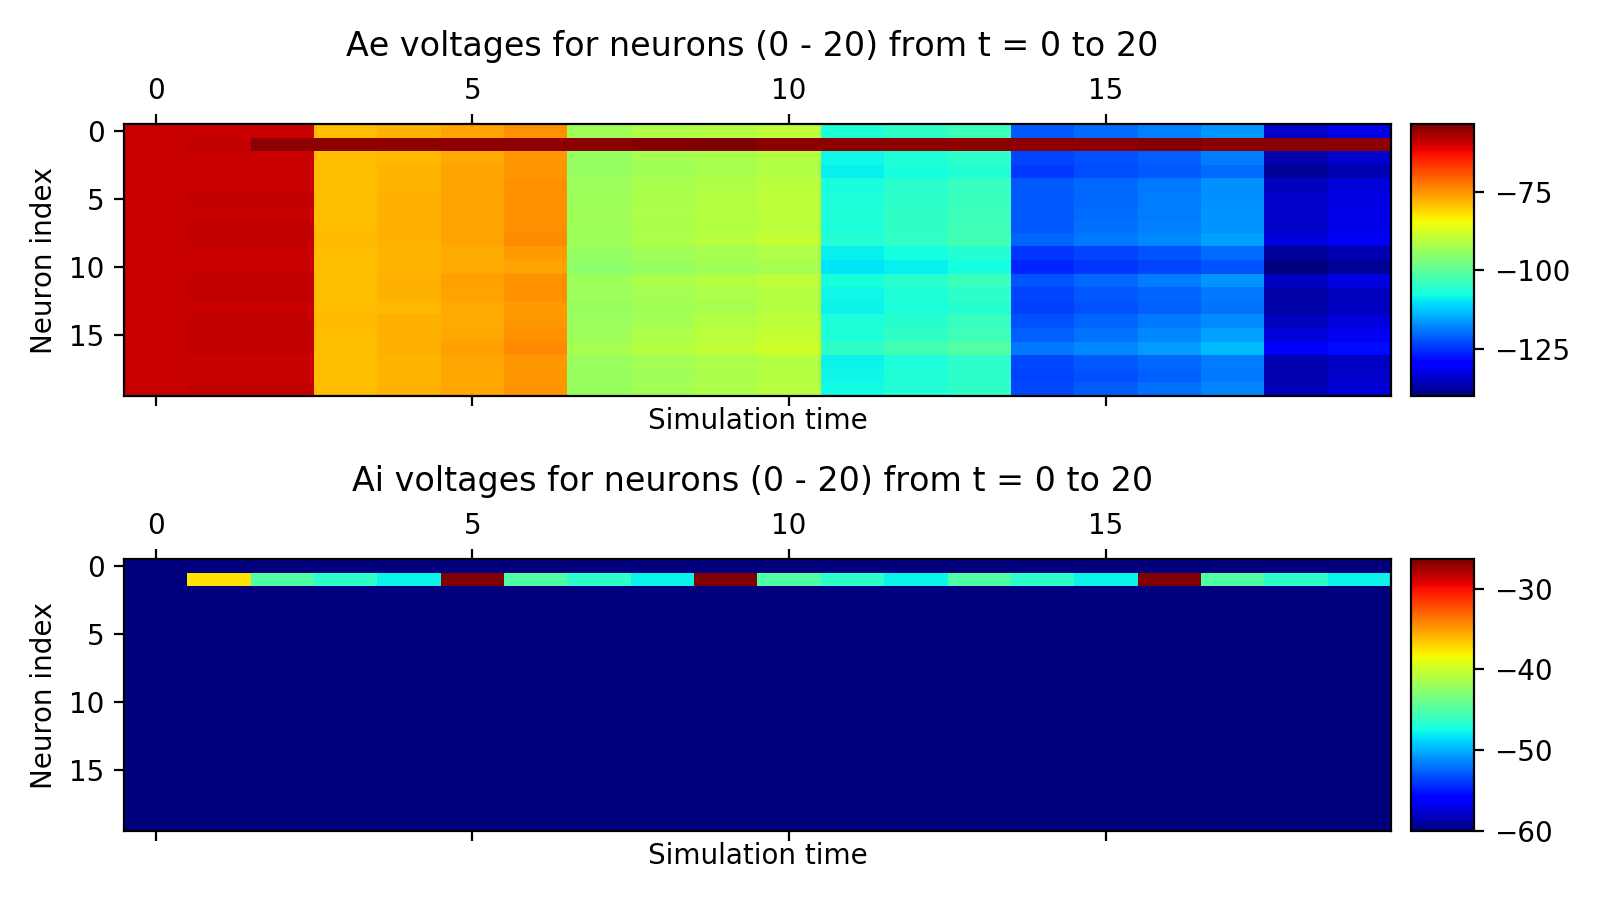 Ae voltages for neurons (0 - 20) from t = 0 to 20
0 5 10 15
Neuron index
0
5
10
15
Simulation time
−75
−100
−125
Ai voltages for neurons (0 - 20) from t = 0 to 20
0 5 10 15
Neuron index
0
5
10
15
Simulation time
−30
−40
−50
−60